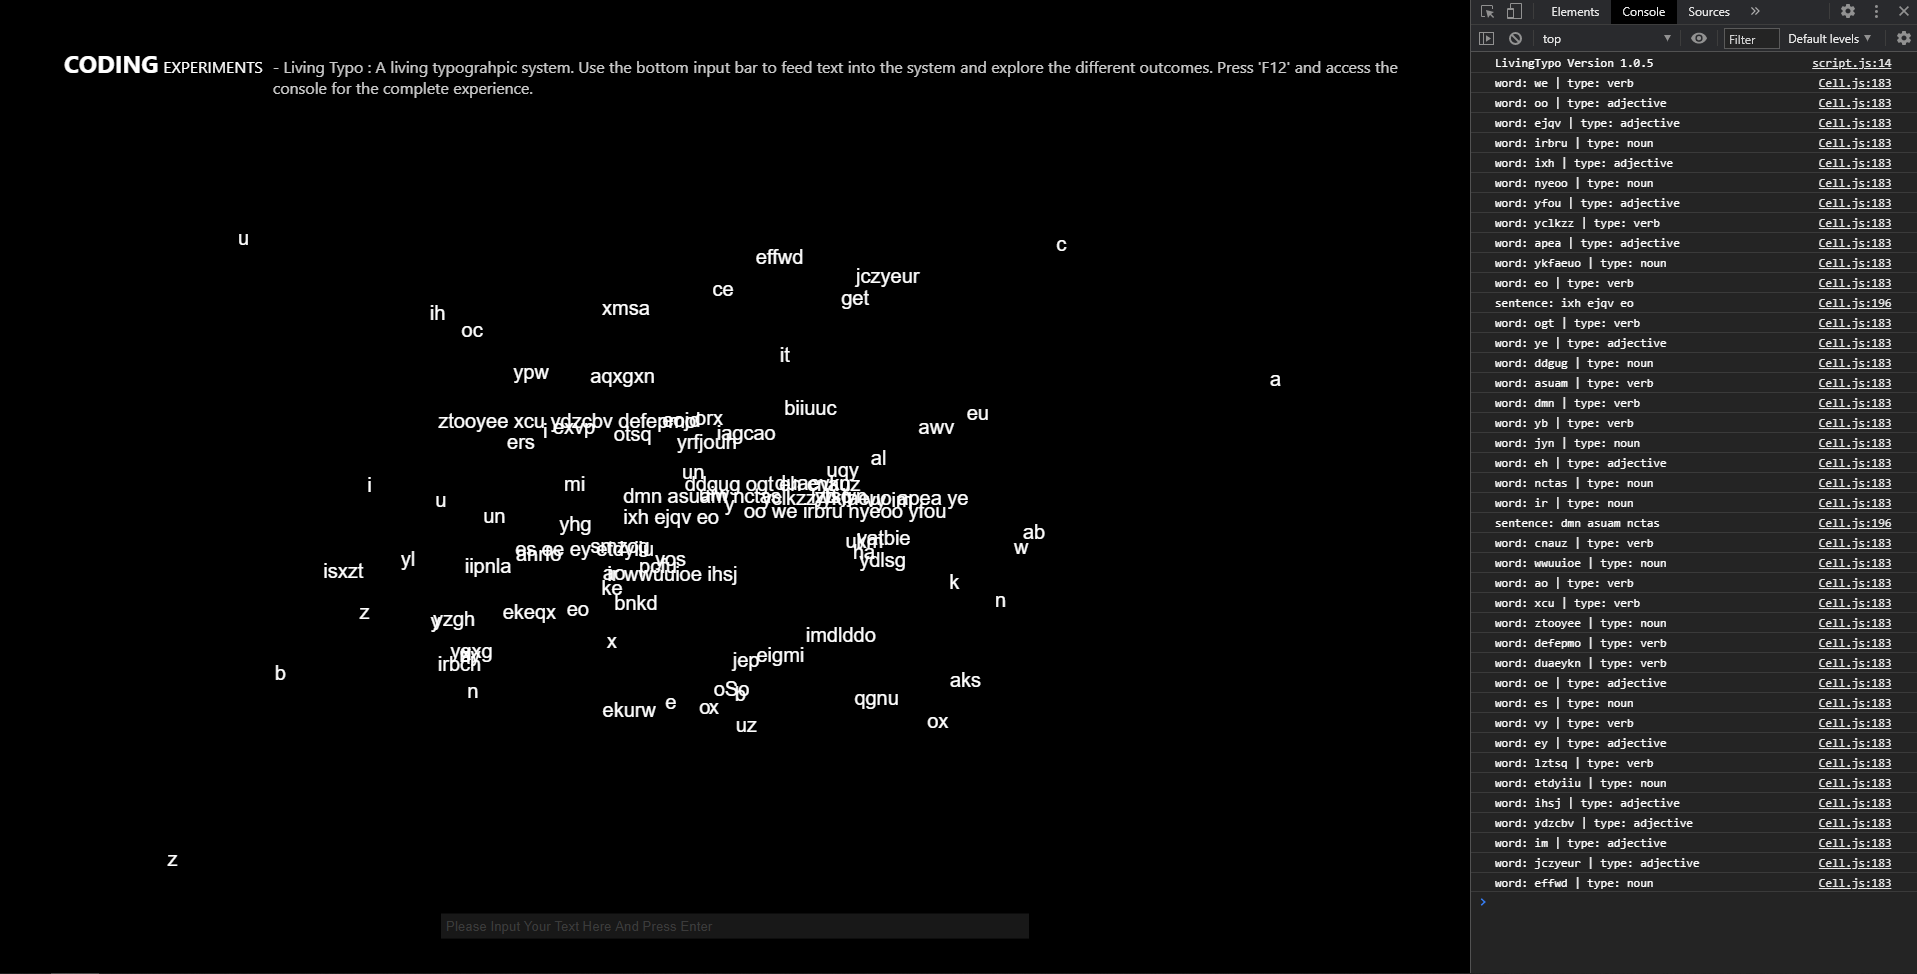 CODING EXPERIMENTS - Living Typo : A living typograhpic system. Use the bottom input bar to feed text into the system and explore the different outcomes. Press 'F12' and access the
console for the complete experience.
u
c
effwd
jczyeur
ce
get
xmsa
ih
oc
it
ypw
aqxgxn
a
biiuuc
eu
ztooyee xcu ydzcbv defepmo
orx
awv
i
exvp
otsq
jagcao
ers
yrfjouh
al
uqy
un
i
mi
ddgug ogt eh
dmn asuam nctas
apea ye
u
y
oo we irbru nyeoo yfou
un
ixh ejqv eo
yhg
ab
w
yatbie
es oe ey etdyiiu
yl
yos
ydlsg
isxzt
iipnla
ir wwuuioe ihsj
k
ke
bnkd
n
z
ekeqx
eo
yzgh
x
imdlddo
irbch
jep
eigmi
b
aks
n
oSo
b
qgnu
e
ox
ekurw
ox
uz
z
Please Input Your Text Here And Press Enter
Elements Console Sources
top Filter Default levels
LivingTypo Version 1.0.5 script.js:14
word: we | type: verb Cell.js:183
word: oo | type: adjective Cell.js:183
word: ejqv | type: adjective Cell.js:183
word: irbru | type: noun Cell.js:183
word: ixh | type: adjective Cell.js:183
word: nyeoo | type: noun Cell.js:183
word: yfou | type: adjective Cell.js:183
word: yclkzz | type: verb Cell.js:183
word: apea | type: adjective Cell.js:183
word: ykfaeuo | type: noun Cell.js:183
word: eo | type: verb Cell.js:183
sentence: ixh ejqv eo Cell.js:196
word: ogt | type: verb Cell.js:183
word: ye | type: adjective Cell.js:183
word: ddgug | type: noun Cell.js:183
word: asuam | type: verb Cell.js:183
word: dmn | type: verb Cell.js:183
word: yb | type: verb Cell.js:183
word: jyn | type: noun Cell.js:183
word: eh | type: adjective Cell.js:183
word: nctas | type: noun Cell.js:183
word: ir | type: noun Cell.js:183
sentence: dmn asuam nctas Cell.js:196
word: cnauz | type: verb Cell.js:183
word: wwuuioe | type: noun Cell.js:183
word: ao | type: verb Cell.js:183
word: xcu | type: verb Cell.js:183
word: ztooyee | type: noun Cell.js:183
word: defepmo | type: verb Cell.js:183
word: duaeykn | type: verb Cell.js:183
word: oe | type: adjective Cell.js:183
word: es | type: noun Cell.js:183
word: vy | type: verb Cell.js:183
word: ey | type: adjective Cell.js:183
word: lztsq | type: verb Cell.js:183
word: etdyiiu | type: noun Cell.js:183
word: ihsj | type: adjective Cell.js:183
word: ydzcbv | type: adjective Cell.js:183
word: im | type: adjective Cell.js:183
word: jczyeur | type: adjective Cell.js:183
word: effwd | type: noun Cell.js:183